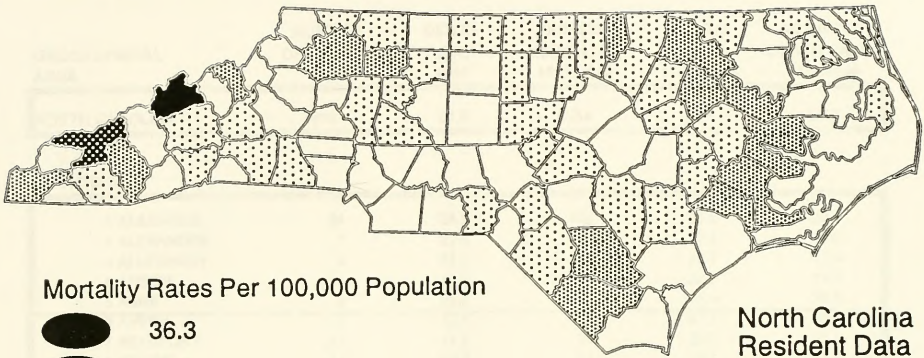 Mortality Rates Per 100,000 Population
36.3
North Carolina
Resident Data